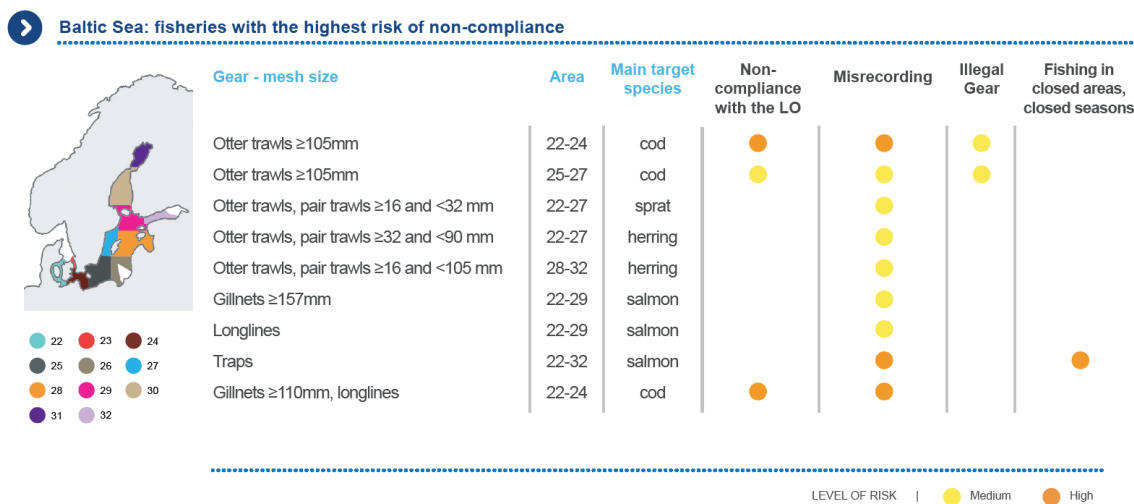 Baltic Sea: fisheries with the highest risk of non-compliance
Gear - mesh size Area Main target species Non-compliance with the LO Misrecording Illegal Gear Fishing in closed areas, closed seasons
Otter trawls ≥105mm 22-24 cod
Otter trawls ≥105mm 25-27 cod
Otter trawls, pair trawls ≥16 and <32 mm 22-27 sprat
Otter trawls, pair trawls ≥32 and <90 mm 22-27 herring
Otter trawls, pair trawls ≥16 and <105 mm 28-32 herring
Gillnets ≥157mm 22-29 salmon
Longlines 22-29 salmon
Traps 22-32 salmon
Gillnets ≥110mm, longlines 22-24 cod
22 23 24
25 26 27
28 29 30
31 32
LEVEL OF RISK | Medium High